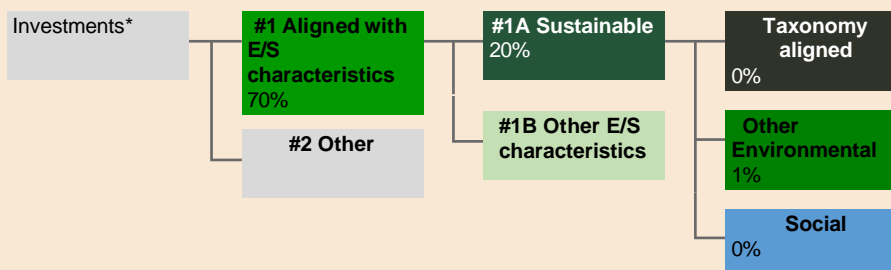 Investments*
#1 Aligned with
E/S
characteristics
70%
#2 Other
#1A Sustainable
20%
#1B Other E/S
characteristics
Taxonomy
aligned
0%
Other
Environmental
1%
Social
0%